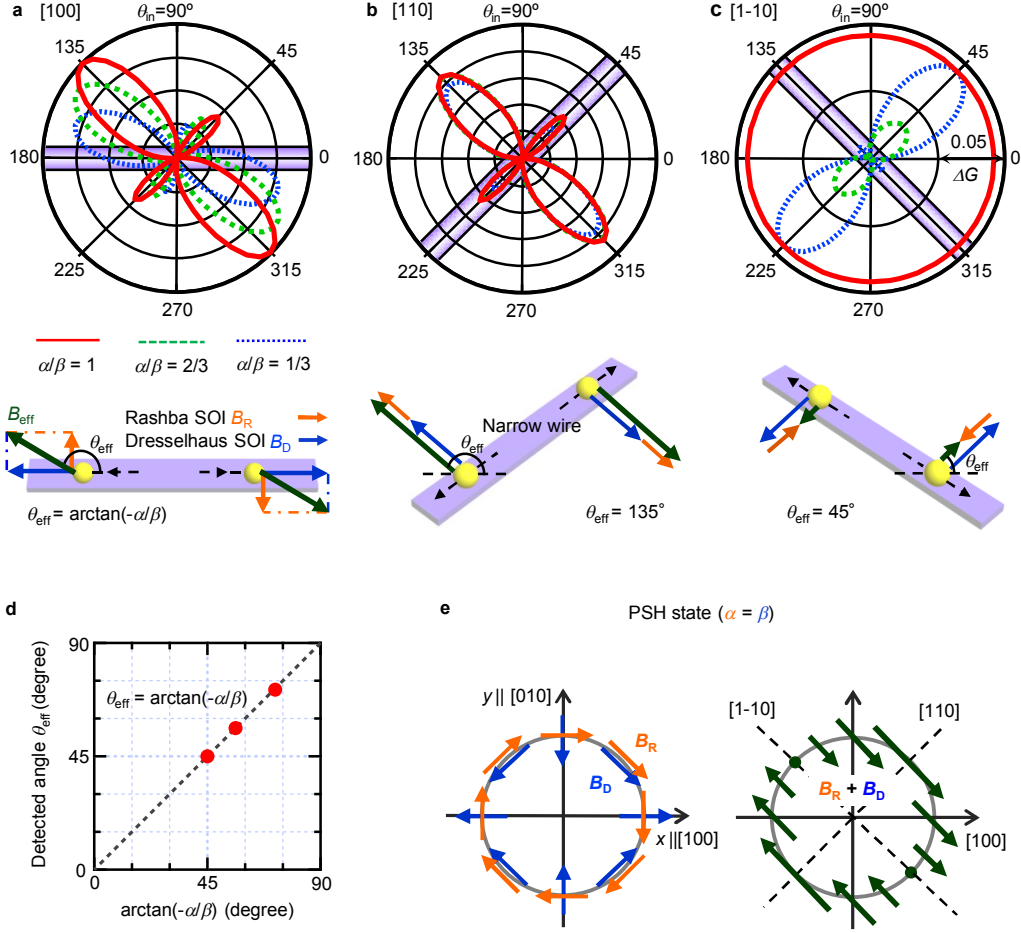 a [100] θin=90º
135 45
180 0
225 315
270
b [110] θin=90º
135 45
180 0
225 315
270
c [1-10] θin=90º
135 45
180 0
0.05
ΔG
225 315
270
α/β = 1 α/β = 2/3 α/β = 1/3
Beff
θeff
Rashba SOI BR
Dresselhaus SOI BD
θeff = arctan(-α/β)
θeff
Narrow wire
θeff = 135°
θeff
θeff = 45°
d
90
45
0
0 45 90
θeff = arctan(-α/β)
Detected angle θeff (degree)
arctan(-α/β) (degree)
e PSH state (α = β)
y || [010]
BR
BD
x ||[100]
[1-10] [110]
BR + BD
[100]